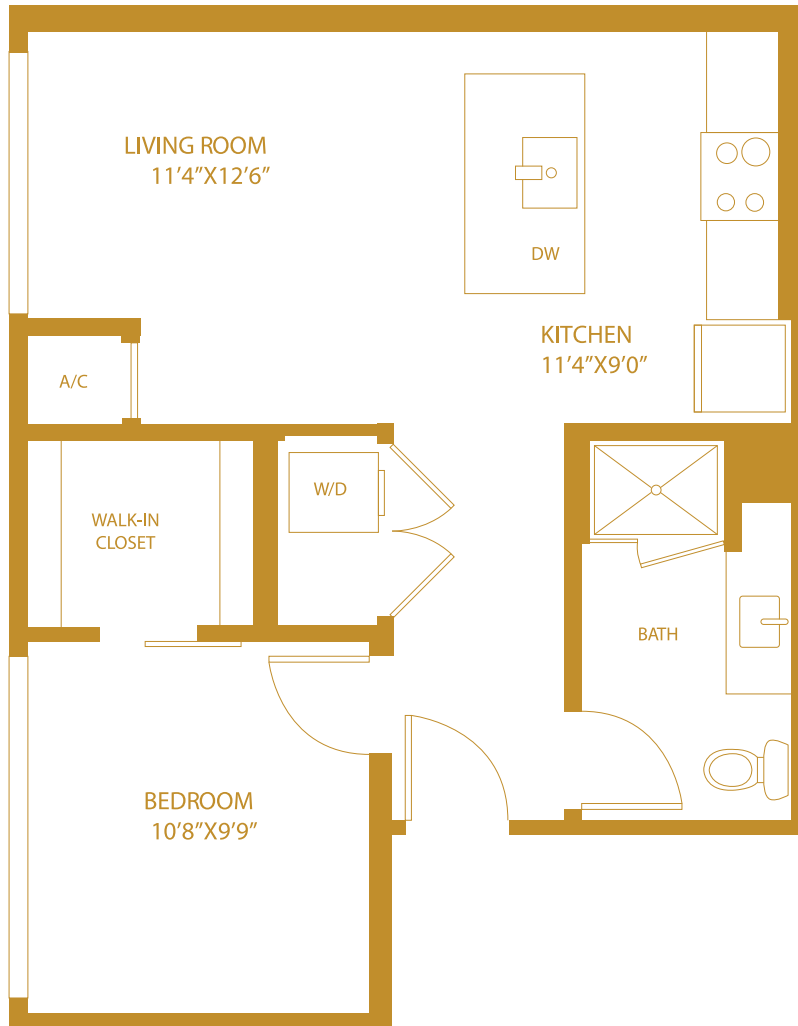 LIVING ROOM
11’4”X12’6”
DW
KITCHEN
11’4”X9’0”
A/C
W/D
WALK-IN
CLOSET
BATH
BEDROOM
10’8”X9’9”